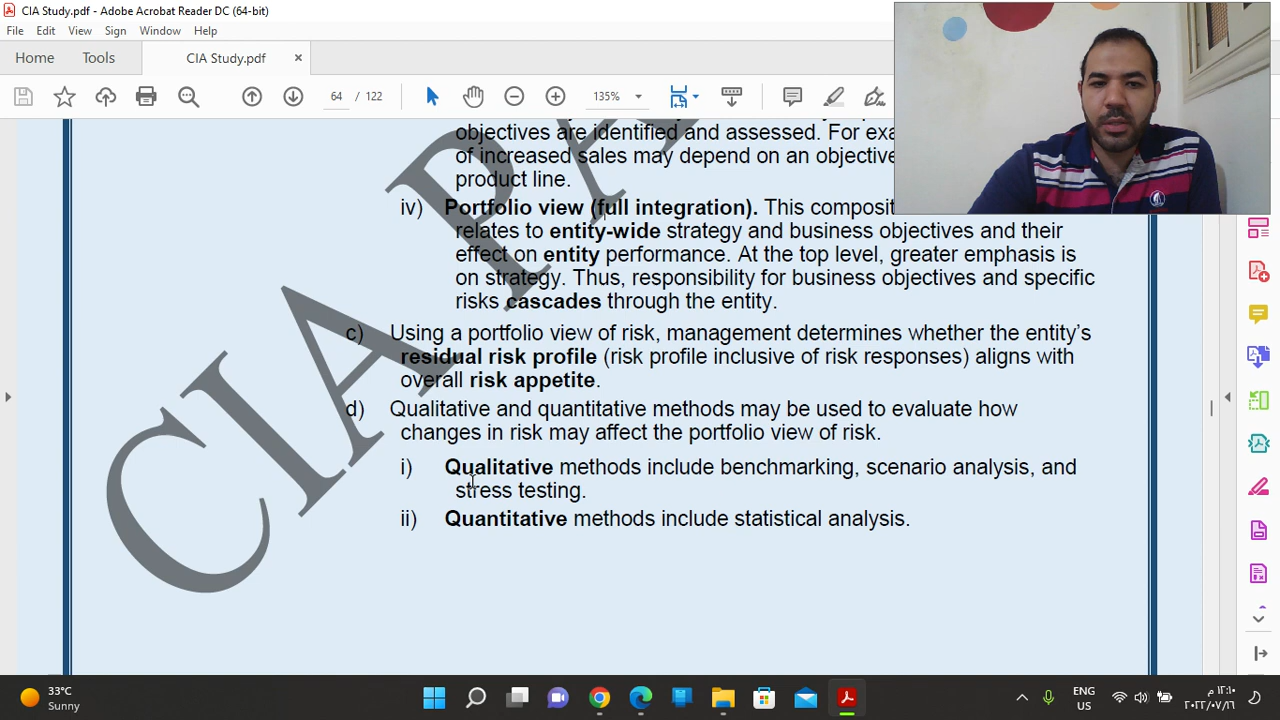 CIA Study.pdf - Adobe Acrobat Reader DC (64-bit)
File Edit View Sign Window Help
Home Tools CIA Study.pdf ×
64 / 122 135%
objectives are identified and assessed. For
of increased sales may depend on an objective
product line.
iv) Portfolio view (full integration). This
relates to entity-wide strategy and business objectives and their
effect on entity performance. At the top level, greater emphasis is
on strategy. Thus, responsibility for business objectives and specific
risks cascades through the entity.
c) Using a portfolio view of risk, management determines whether the entity's
residual risk profile (risk profile inclusive of risk responses) aligns with
overall risk appetite.
d) Qualitative and quantitative methods may be used to evaluate how
changes in risk may affect the portfolio view of risk.
i) Qualitative methods include benchmarking, scenario analysis, and
stress testing.
ii) Quantitative methods include statistical analysis.
CIA
33°C
Sunny
ENG
US
١٢:١٠ م
٢٠٢٢/٠٧/١٦